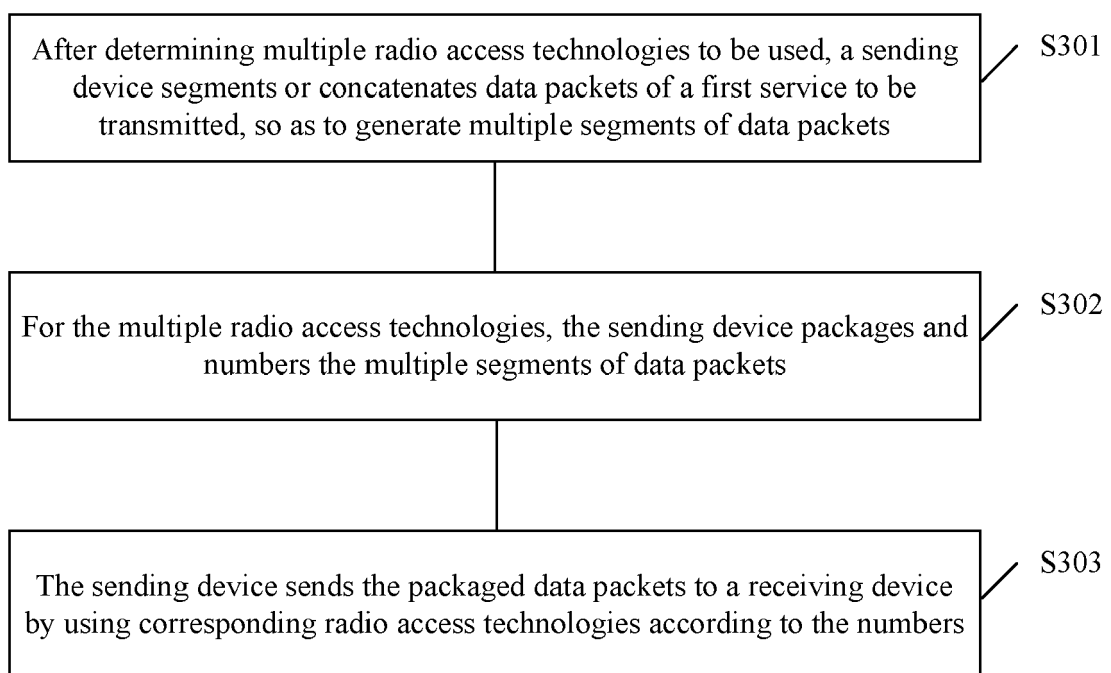 After determining multiple radio access technologies to be used, a sending
device segments or concatenates data packets of a first service to be
transmitted, so as to generate multiple segments of data packets
S301
For the multiple radio access technologies, the sending device packages and
numbers the multiple segments of data packets
S302
The sending device sends the packaged data packets to a receiving device
by using corresponding radio access technologies according to the numbers
S303